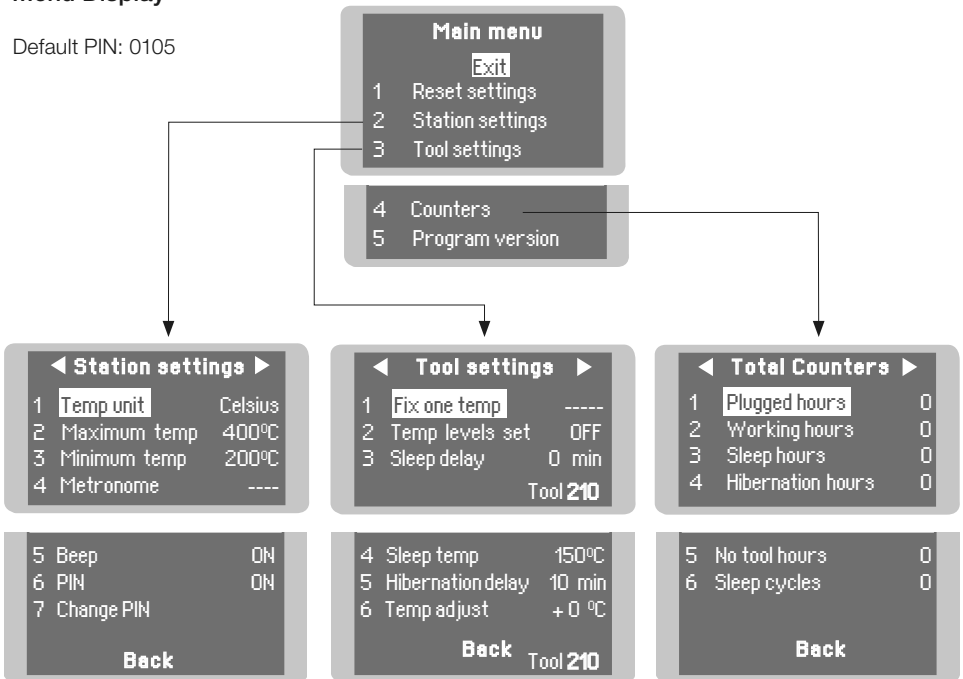 Menu Display
Default PIN: 0105
Main menu
Exit
1 Reset settings
2 Station settings
3 Tool settings
4 Counters
5 Program version
◄ Station settings ►
1 Temp unit Celsius
2 Maximum temp 400ºC
3 Minimum temp 200ºC
4 Metronome ----
5 Beep ON
6 PIN ON
7 Change PIN
Back
◄ Tool settings ►
1 Fix one temp -----
2 Temp levels set OFF
3 Sleep delay 0 min
Tool 210
4 Sleep temp 150ºC
5 Hibernation delay 10 min
6 Temp adjust +0 ºC
Back Tool 210
◄ Total Counters ►
1 Plugged hours 0
2 Working hours 0
3 Sleep hours 0
4 Hibernation hours 0
5 No tool hours 0
6 Sleep cycles 0
Back